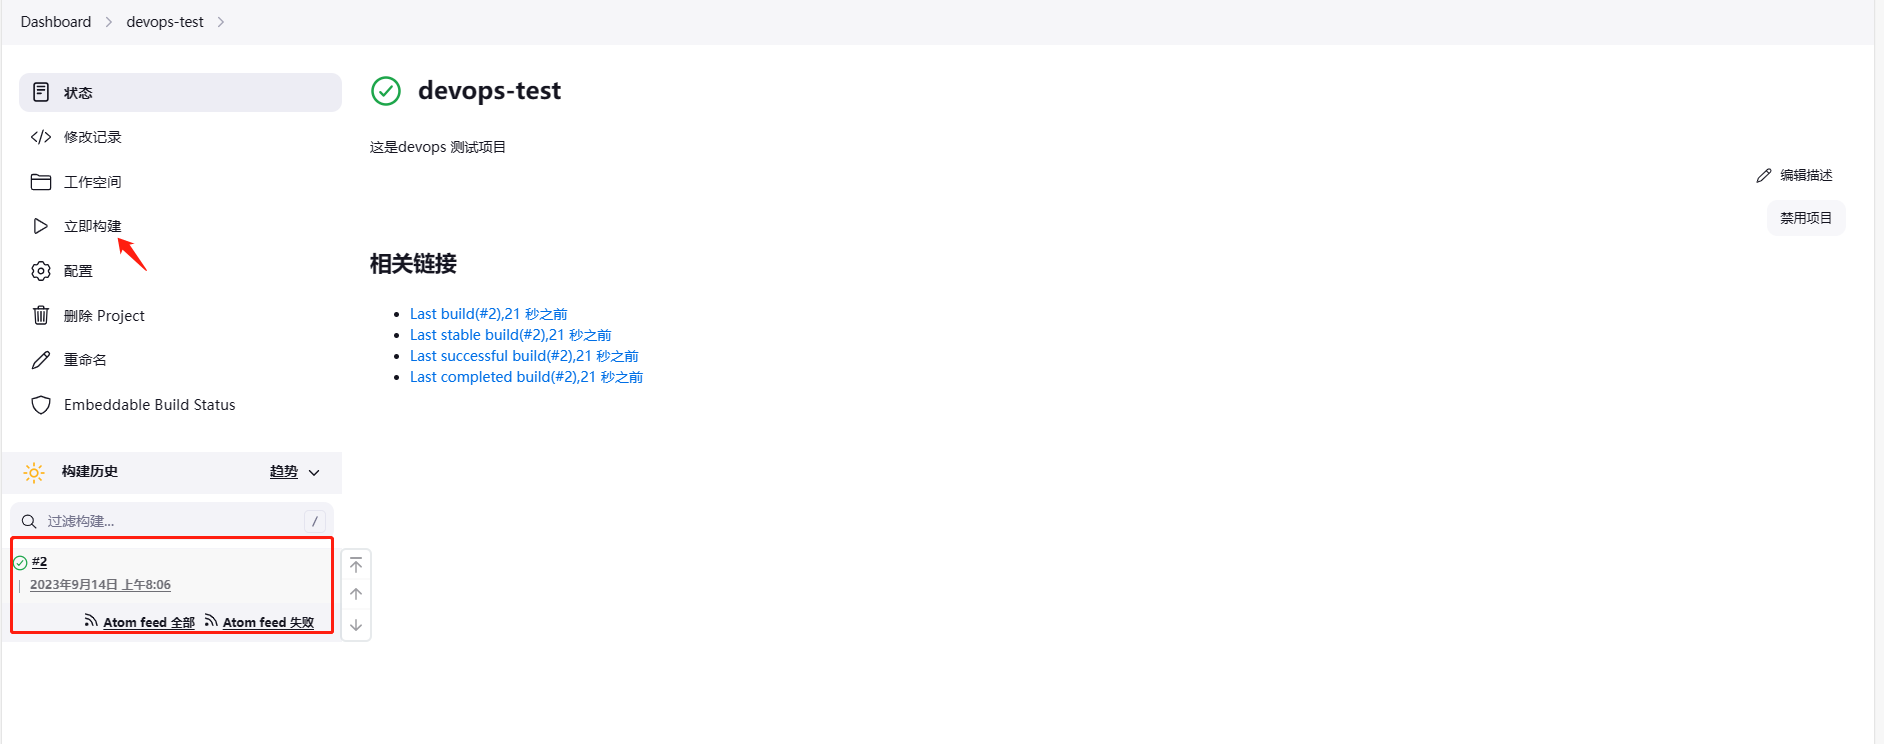 Dashboard > devops-test >
状态
修改记录
工作空间
立即构建
配置
删除 Project
重命名
Embeddable Build Status
构建历史 趋势
过滤构建... /
#2
2023年9月14日 上午8:06
Atom feed 全部 Atom feed 失败
devops-test
这是devops 测试项目
编辑描述
禁用项目
相关链接
Last build(#2),21 秒之前
Last stable build(#2),21 秒之前
Last successful build(#2),21 秒之前
Last completed build(#2),21 秒之前